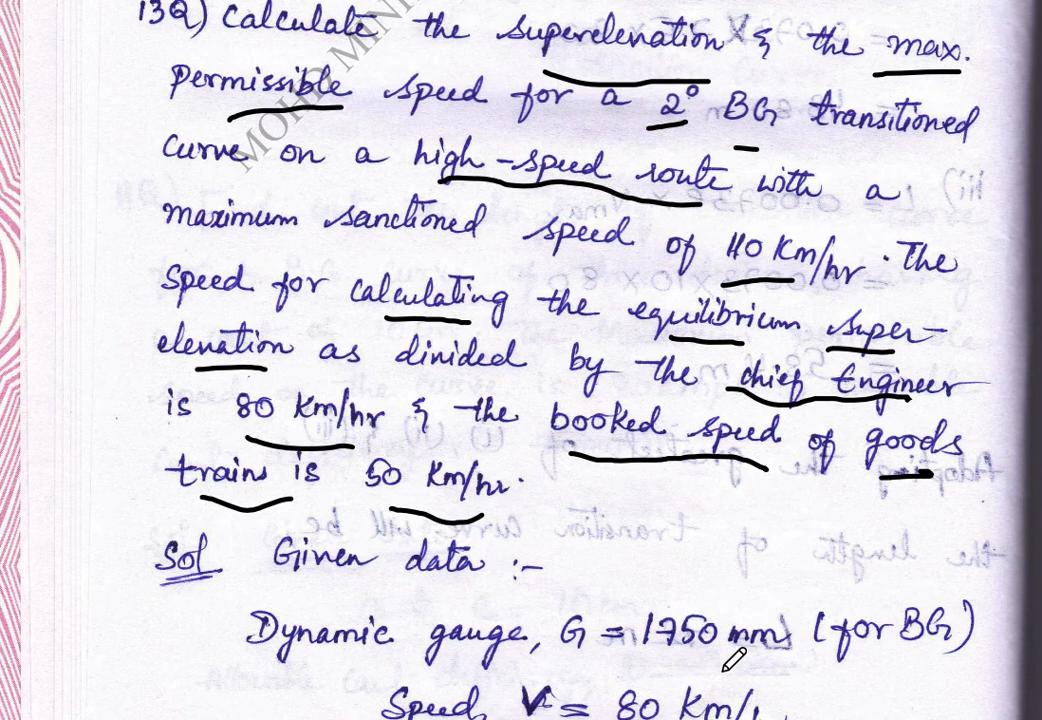 13Q) Calculate the superelevation & the max.
permissible speed for a 2° BG transitioned
curve on a high-speed route with a
maximum sanctioned speed of 110 Km/hr. The
speed for calculating the equilibrium super-
elevation as divided by the chief Engineer
is 80 Km/hr & the booked speed of goods
trains is 50 Km/hr.
Sol Given data :-
Dynamic gauge, G = 1750 mm (for BG)
Speed V = 80 Km/
MOHD MINH